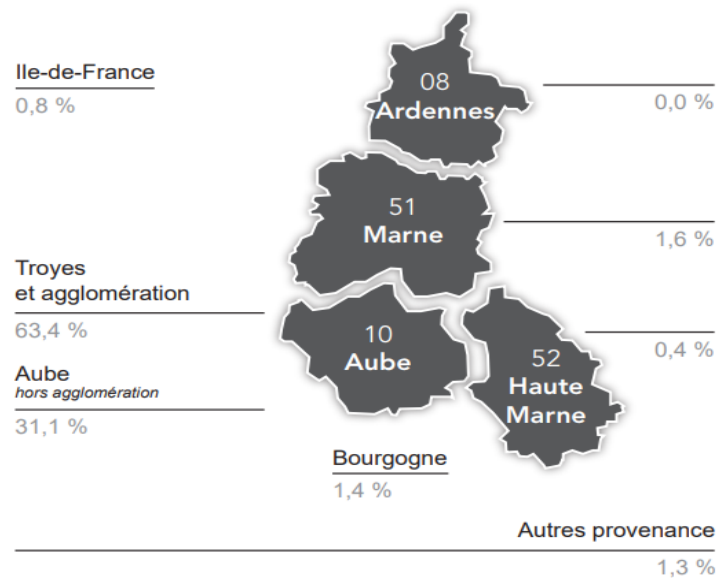 Ile-de-France
0,8 %
08
Ardennes
0,0 %
51
Marne
1,6 %
Troyes
et agglomération
63,4 %
10
Aube
52
Haute
Marne
0,4 %
Aube
hors agglomération
31,1 %
Bourgogne
1,4 %
Autres provenance
1,3 %